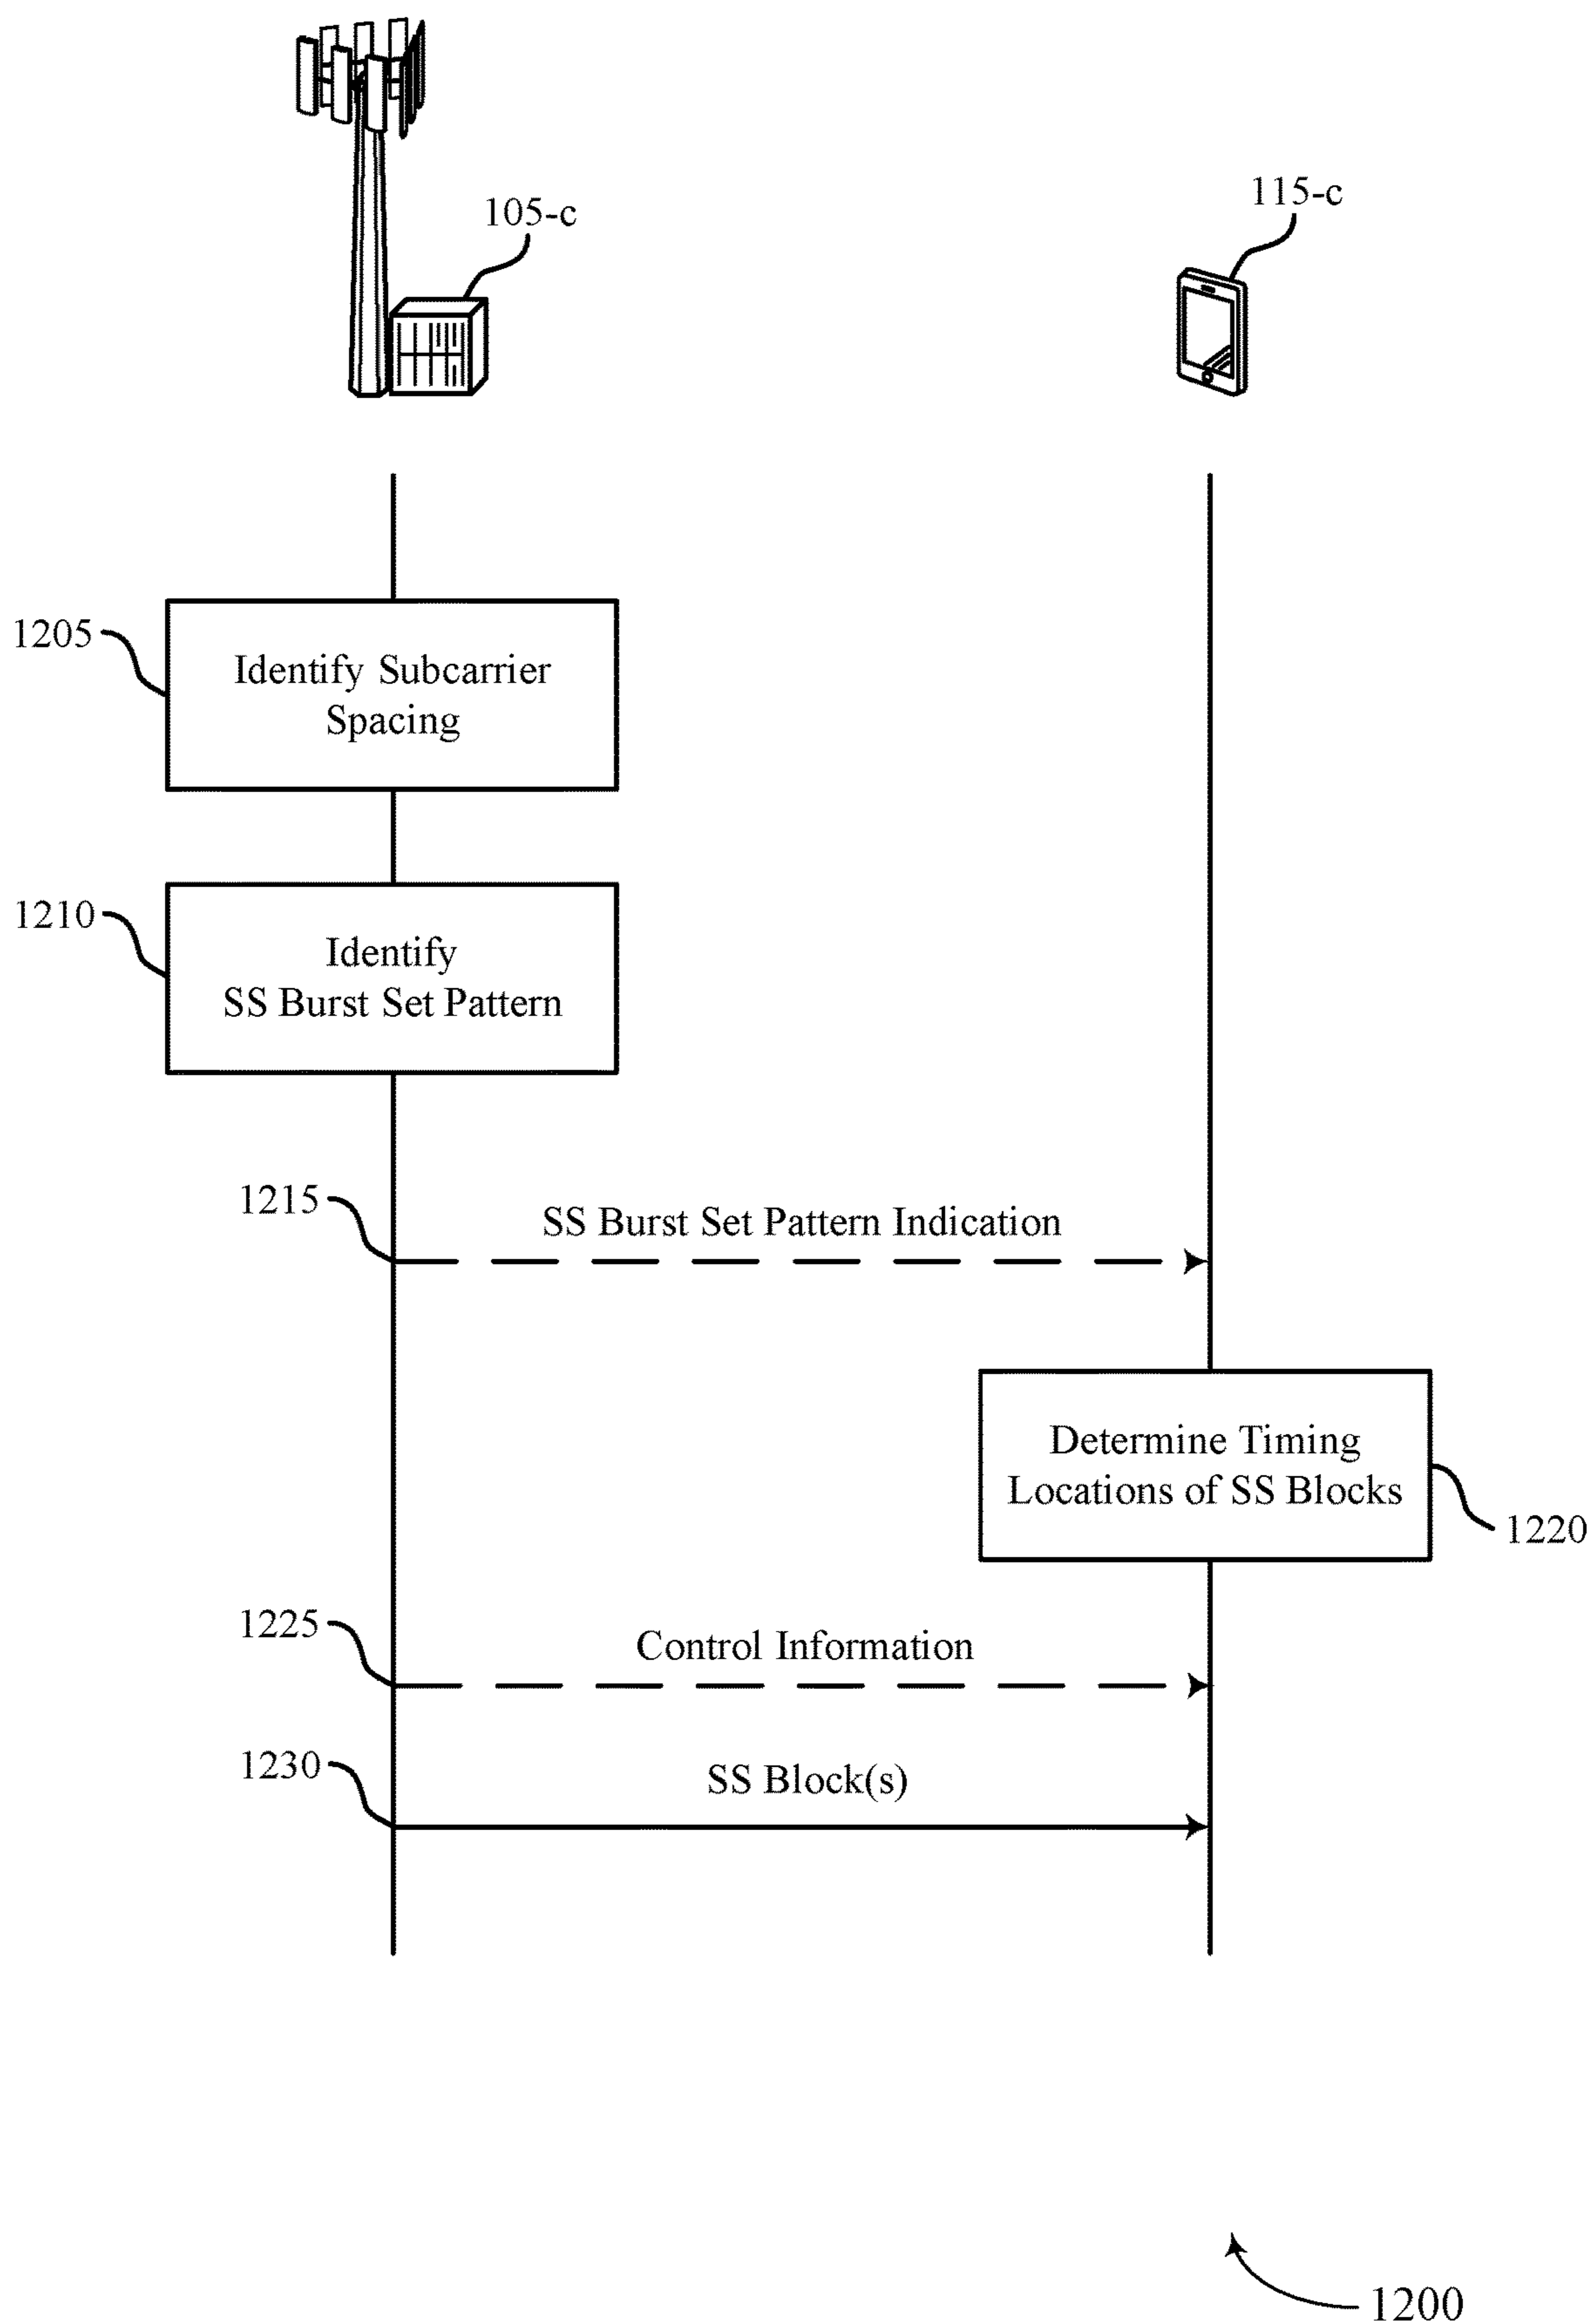 105-c
115-c
1205
Identify Subcarrier
Spacing
1210
Identify
SS Burst Set Pattern
1215
SS Burst Set Pattern Indication
Determine Timing
Locations of SS Blocks
1220
1225
Control Information
1230
SS Block(s)
1200